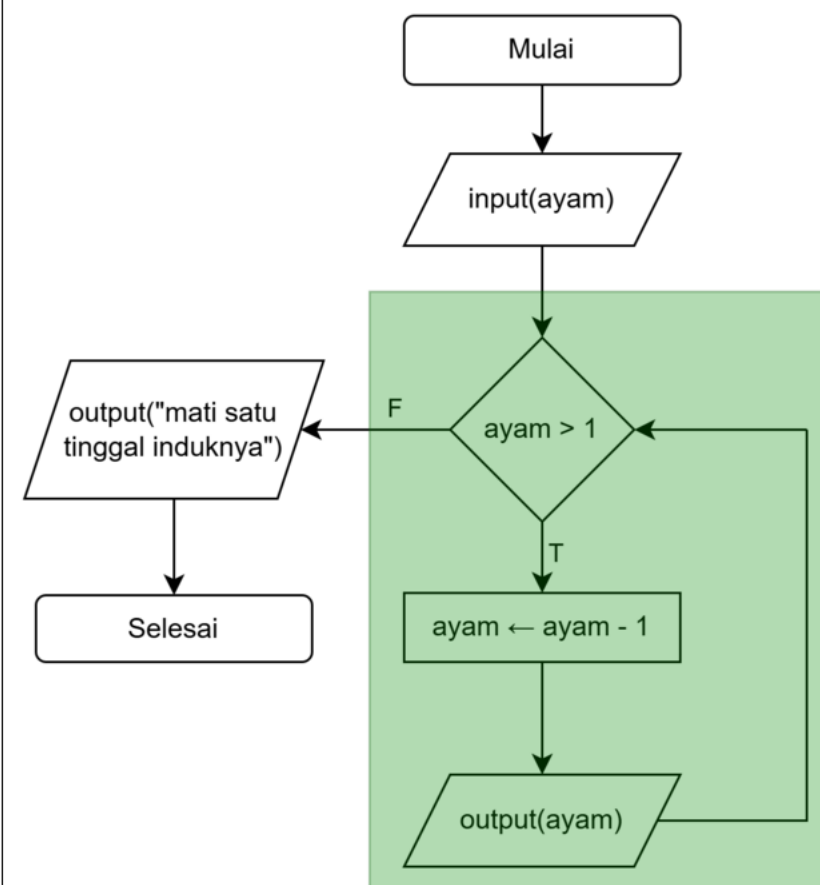 Mulai
input(ayam)
ayam > 1
F
output("mati satu
tinggal induknya")
T
Selesai
ayam ← ayam - 1
output(ayam)